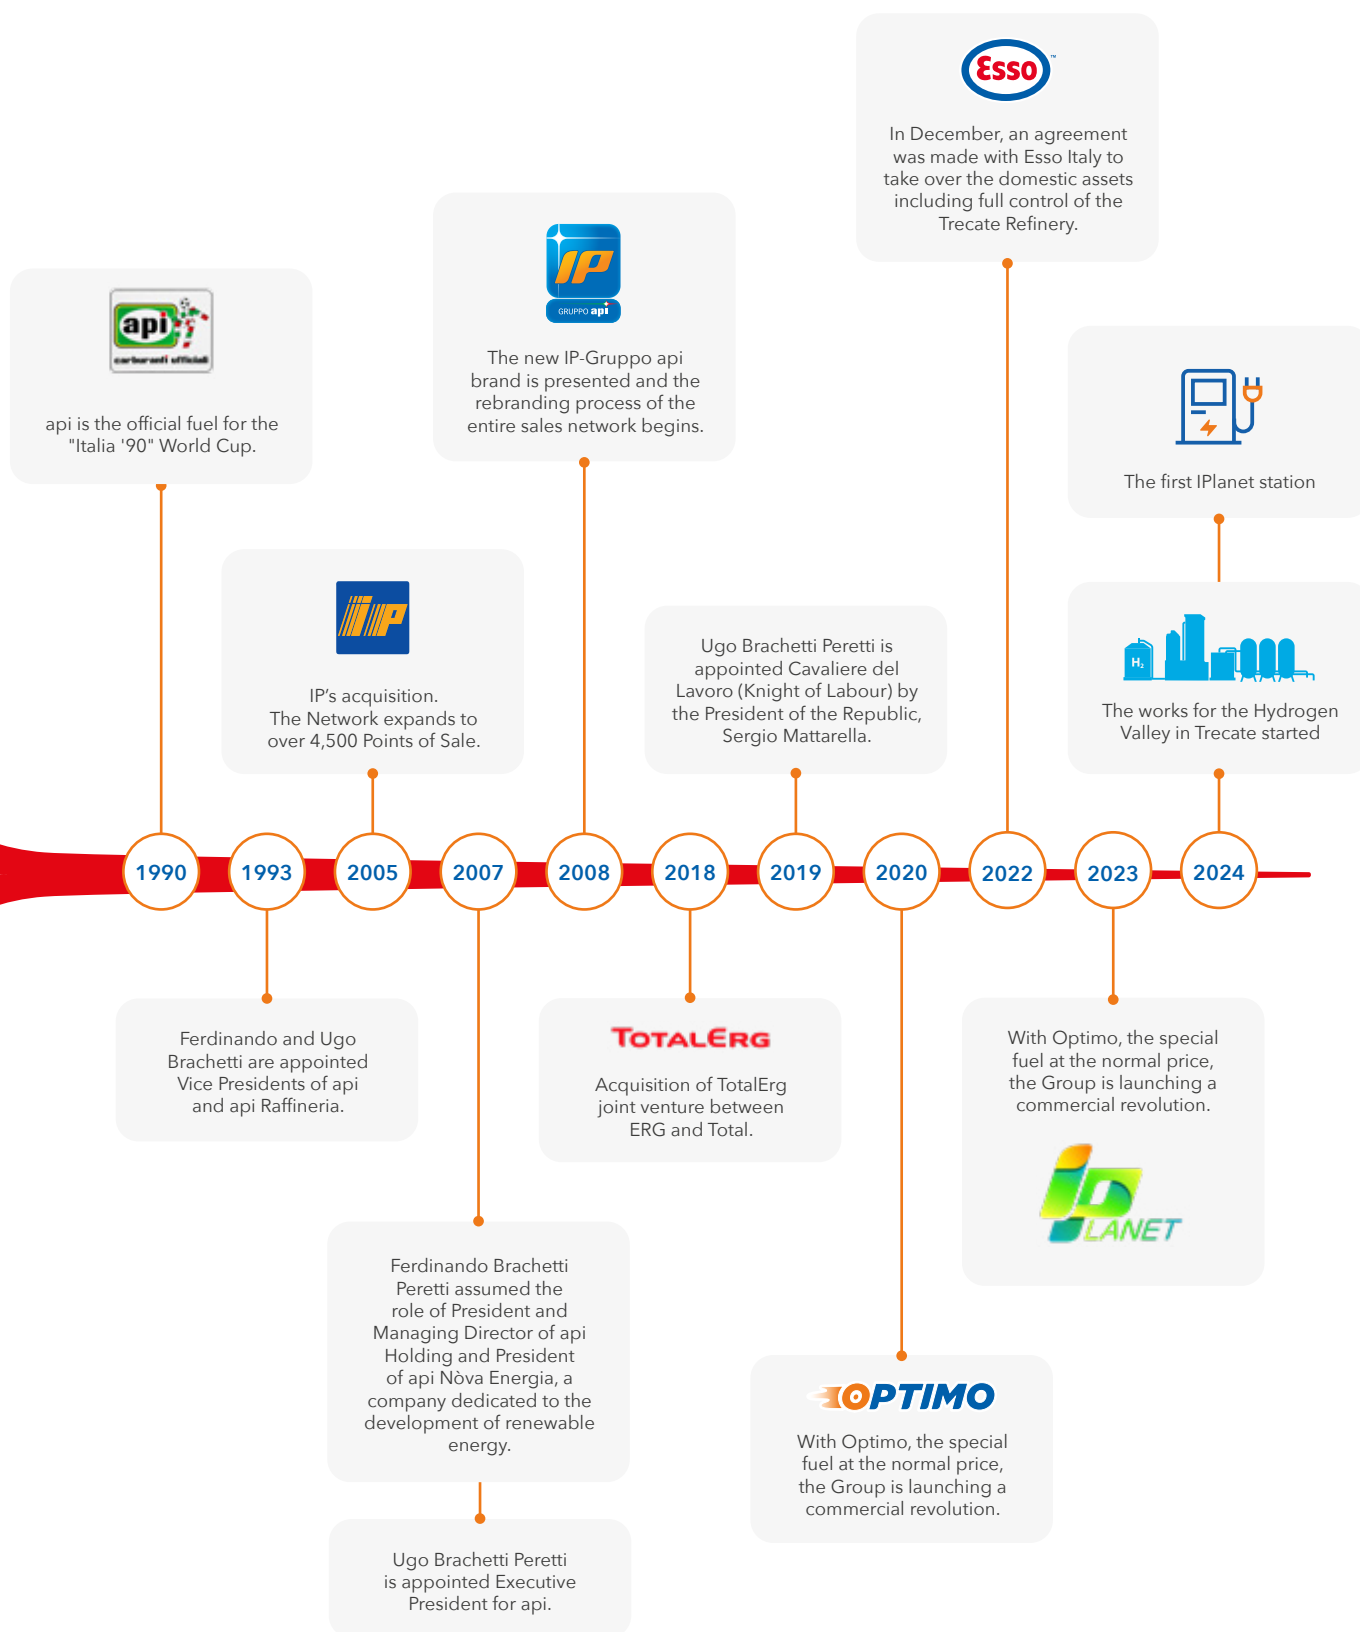 Esso
™
In December, an agreement
was made with Esso Italy to
take over the domestic assets
including full control of the
Trecate Refinery.
IP
GRUPPO api
The new IP-Gruppo api
brand is presented and the
rebranding process of the
entire sales network begins.
api
carburanti ufficiali
api is the official fuel for the
"Italia '90" World Cup.
The first IPlanet station
IP
IP's acquisition.
The Network expands to
over 4,500 Points of Sale.
Ugo Brachetti Peretti is
appointed Cavaliere del
Lavoro (Knight of Labour) by
the President of the Republic,
Sergio Mattarella.
H₂
The works for the Hydrogen
Valley in Trecate started
1990 1993 2005 2007 2008 2018 2019 2020 2022 2023 2024
Ferdinando and Ugo
Brachetti are appointed
Vice Presidents of api
and api Raffineria.
TOTALERG
Acquisition of TotalErg
joint venture between
ERG and Total.
With Optimo, the special
fuel at the normal price,
the Group is launching a
commercial revolution.
IPLANET
Ferdinando Brachetti
Peretti assumed the
role of President and
Managing Director of api
Holding and President
of api Nòva Energia, a
company dedicated to the
development of renewable
energy.
OPTIMO
With Optimo, the special
fuel at the normal price,
the Group is launching a
commercial revolution.
Ugo Brachetti Peretti
is appointed Executive
President for api.